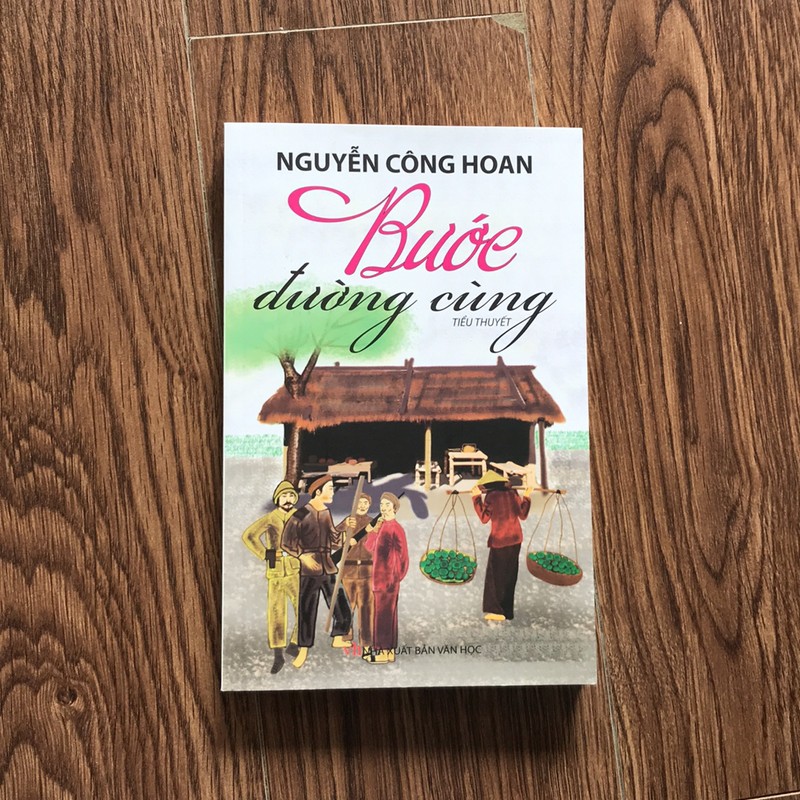 NGUYỄN CÔNG HOAN
Bước
đường cùng
TIỂU THUYẾT
NHÀ XUẤT BẢN VĂN HỌC